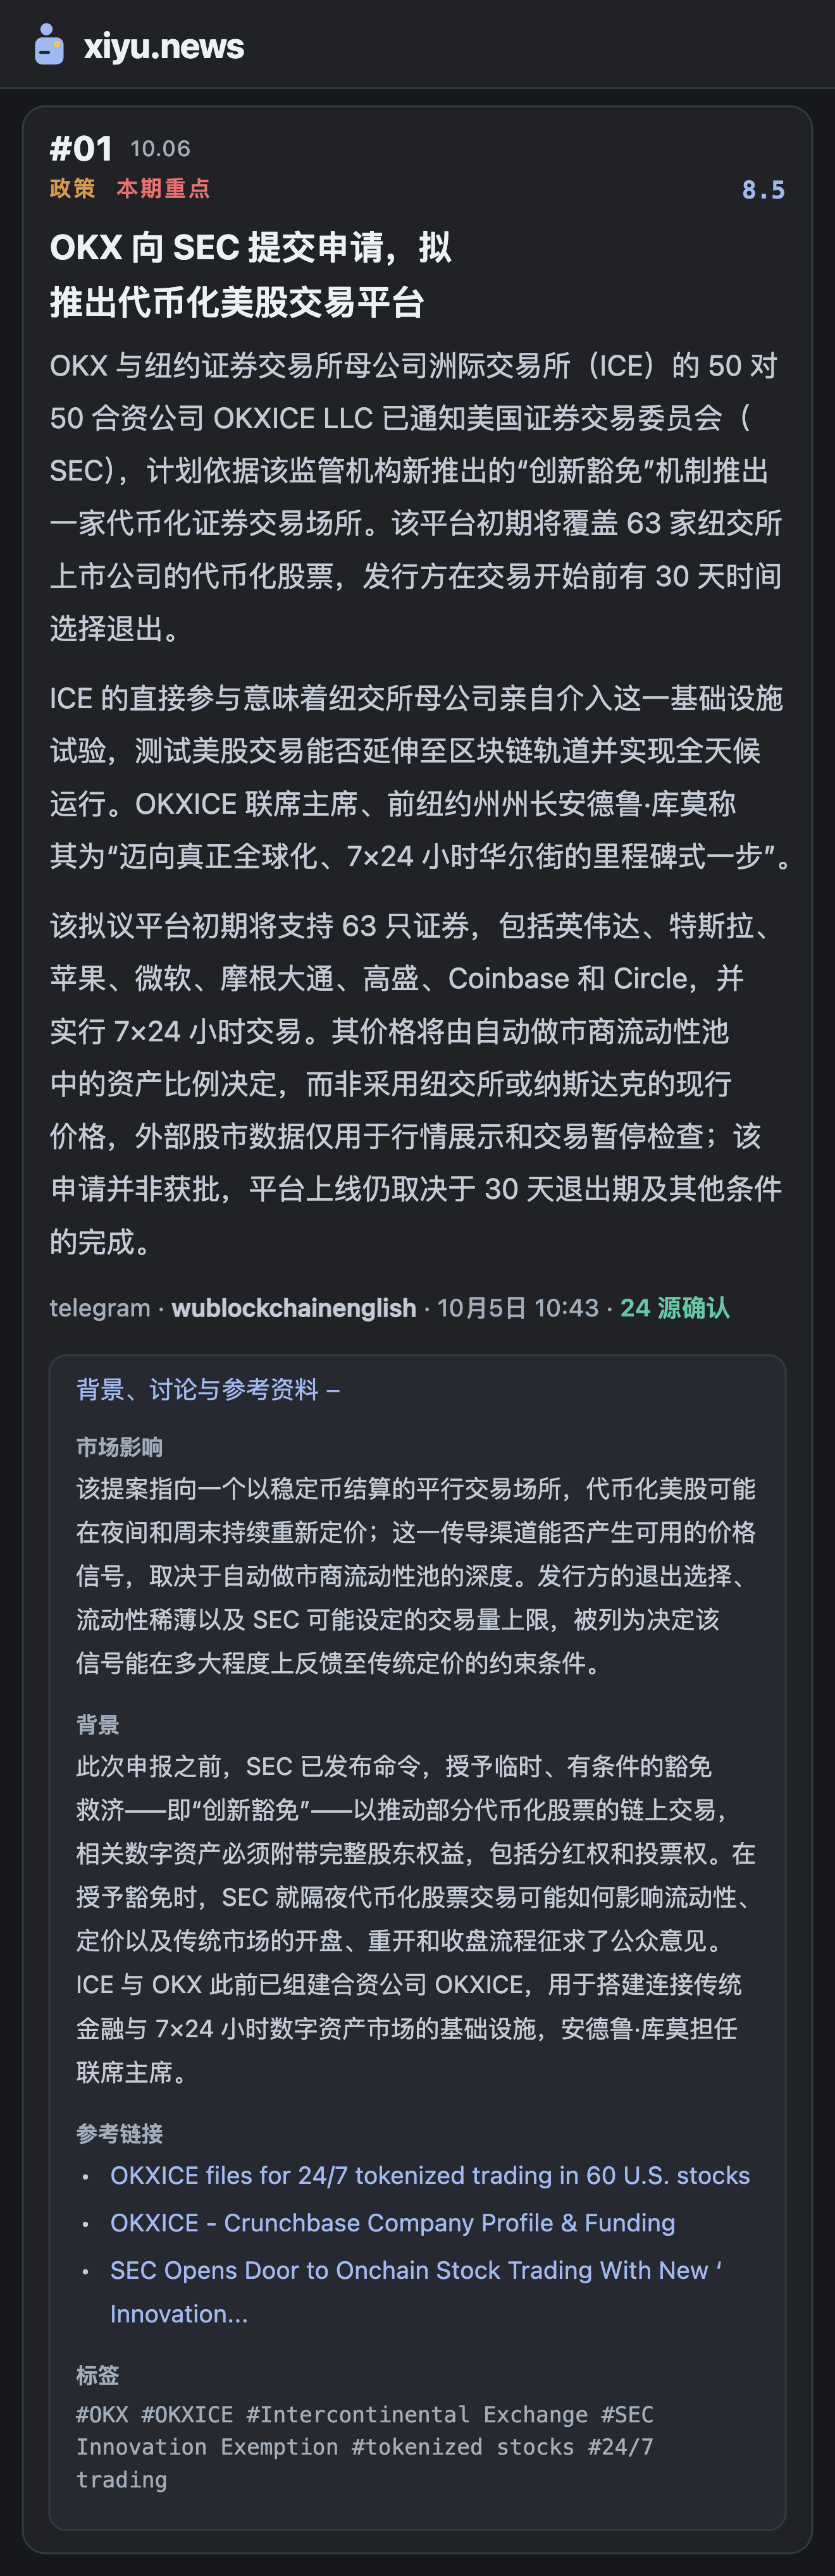 xiyu.news
#01 10.06
政策 本期重点 8.5
OKX 向 SEC 提交申请，拟
推出代币化美股交易平台
OKX 与纽约证券交易所母公司洲际交易所（ICE）的 50 对
50 合资公司 OKXICE LLC 已通知美国证券交易委员会（
SEC），计划依据该监管机构新推出的“创新豁免”机制推出
一家代币化证券交易场所。该平台初期将覆盖 63 家纽交所
上市公司的代币化股票，发行方在交易开始前有 30 天时间
选择退出。
ICE 的直接参与意味着纽交所母公司亲自介入这一基础设施
试验，测试美股交易能否延伸至区块链轨道并实现全天候
运行。OKXICE 联席主席、前纽约州州长安德鲁·库莫称
其为“迈向真正全球化、7×24 小时华尔街的里程碑式一步”。
该拟议平台初期将支持 63 只证券，包括英伟达、特斯拉、
苹果、微软、摩根大通、高盛、Coinbase 和 Circle，并
实行 7×24 小时交易。其价格将由自动做市商流动性池
中的资产比例决定，而非采用纽交所或纳斯达克的现行
价格，外部股市数据仅用于行情展示和交易暂停检查；该
申请并非获批，平台上线仍取决于 30 天退出期及其他条件
的完成。
telegram · wublockchainenglish · 10月5日 10:43 · 24 源确认
背景、讨论与参考资料 –
市场影响
该提案指向一个以稳定币结算的平行交易场所，代币化美股可能
在夜间和周末持续重新定价；这一传导渠道能否产生可用的价格
信号，取决于自动做市商流动性池的深度。发行方的退出选择、
流动性稀薄以及 SEC 可能设定的交易量上限，被列为决定该
信号能在多大程度上反馈至传统定价的约束条件。
背景
此次申报之前，SEC 已发布命令，授予临时、有条件的豁免
救济——即“创新豁免”——以推动部分代币化股票的链上交易，
相关数字资产必须附带完整股东权益，包括分红权和投票权。在
授予豁免时，SEC 就隔夜代币化股票交易可能如何影响流动性、
定价以及传统市场的开盘、重开和收盘流程征求了公众意见。
ICE 与 OKX 此前已组建合资公司 OKXICE，用于搭建连接传统
金融与 7×24 小时数字资产市场的基础设施，安德鲁·库莫担任
联席主席。
参考链接
• OKXICE files for 24/7 tokenized trading in 60 U.S. stocks
• OKXICE - Crunchbase Company Profile & Funding
• SEC Opens Door to Onchain Stock Trading With New ‘
Innovation...
标签
#OKX #OKXICE #Intercontinental Exchange #SEC
Innovation Exemption #tokenized stocks #24/7
trading